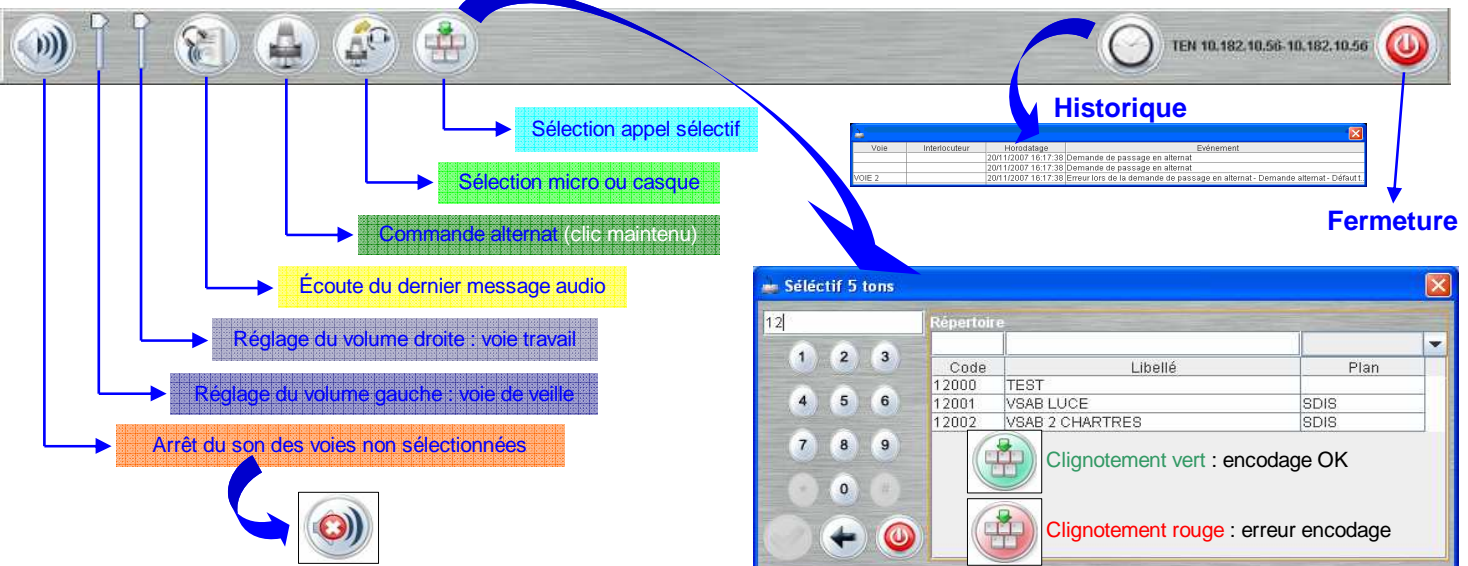 TEN 10.182.10.56-10.182.10.56
Historique
Voie Interlocuteur Horodatage Evénement
20/11/2007 16:17:38 Demande de passage en alternat
20/11/2007 16:17:38 Demande de passage en alternat
VOIE 2 20/11/2007 16:17:38 Erreur lors de la demande de passage en alternat - Demande alternat - Défaut t...
Fermeture
Sélection appel sélectif
Sélection micro ou casque
Commande alternat (clic maintenu)
Écoute du dernier message audio
Réglage du volume droite : voie travail
Réglage du volume gauche : voie de veille
Arrêt du son des voies non sélectionnées
Séléctif 5 tons
12
1 2 3
4 5 6
7 8 9
* 0 #
Répertoire
Code Libellé Plan
12000 TEST
12001 VSAB LUCE SDIS
12002 VSAB 2 CHARTRES SDIS
Clignotement vert : encodage OK
Clignotement rouge : erreur encodage